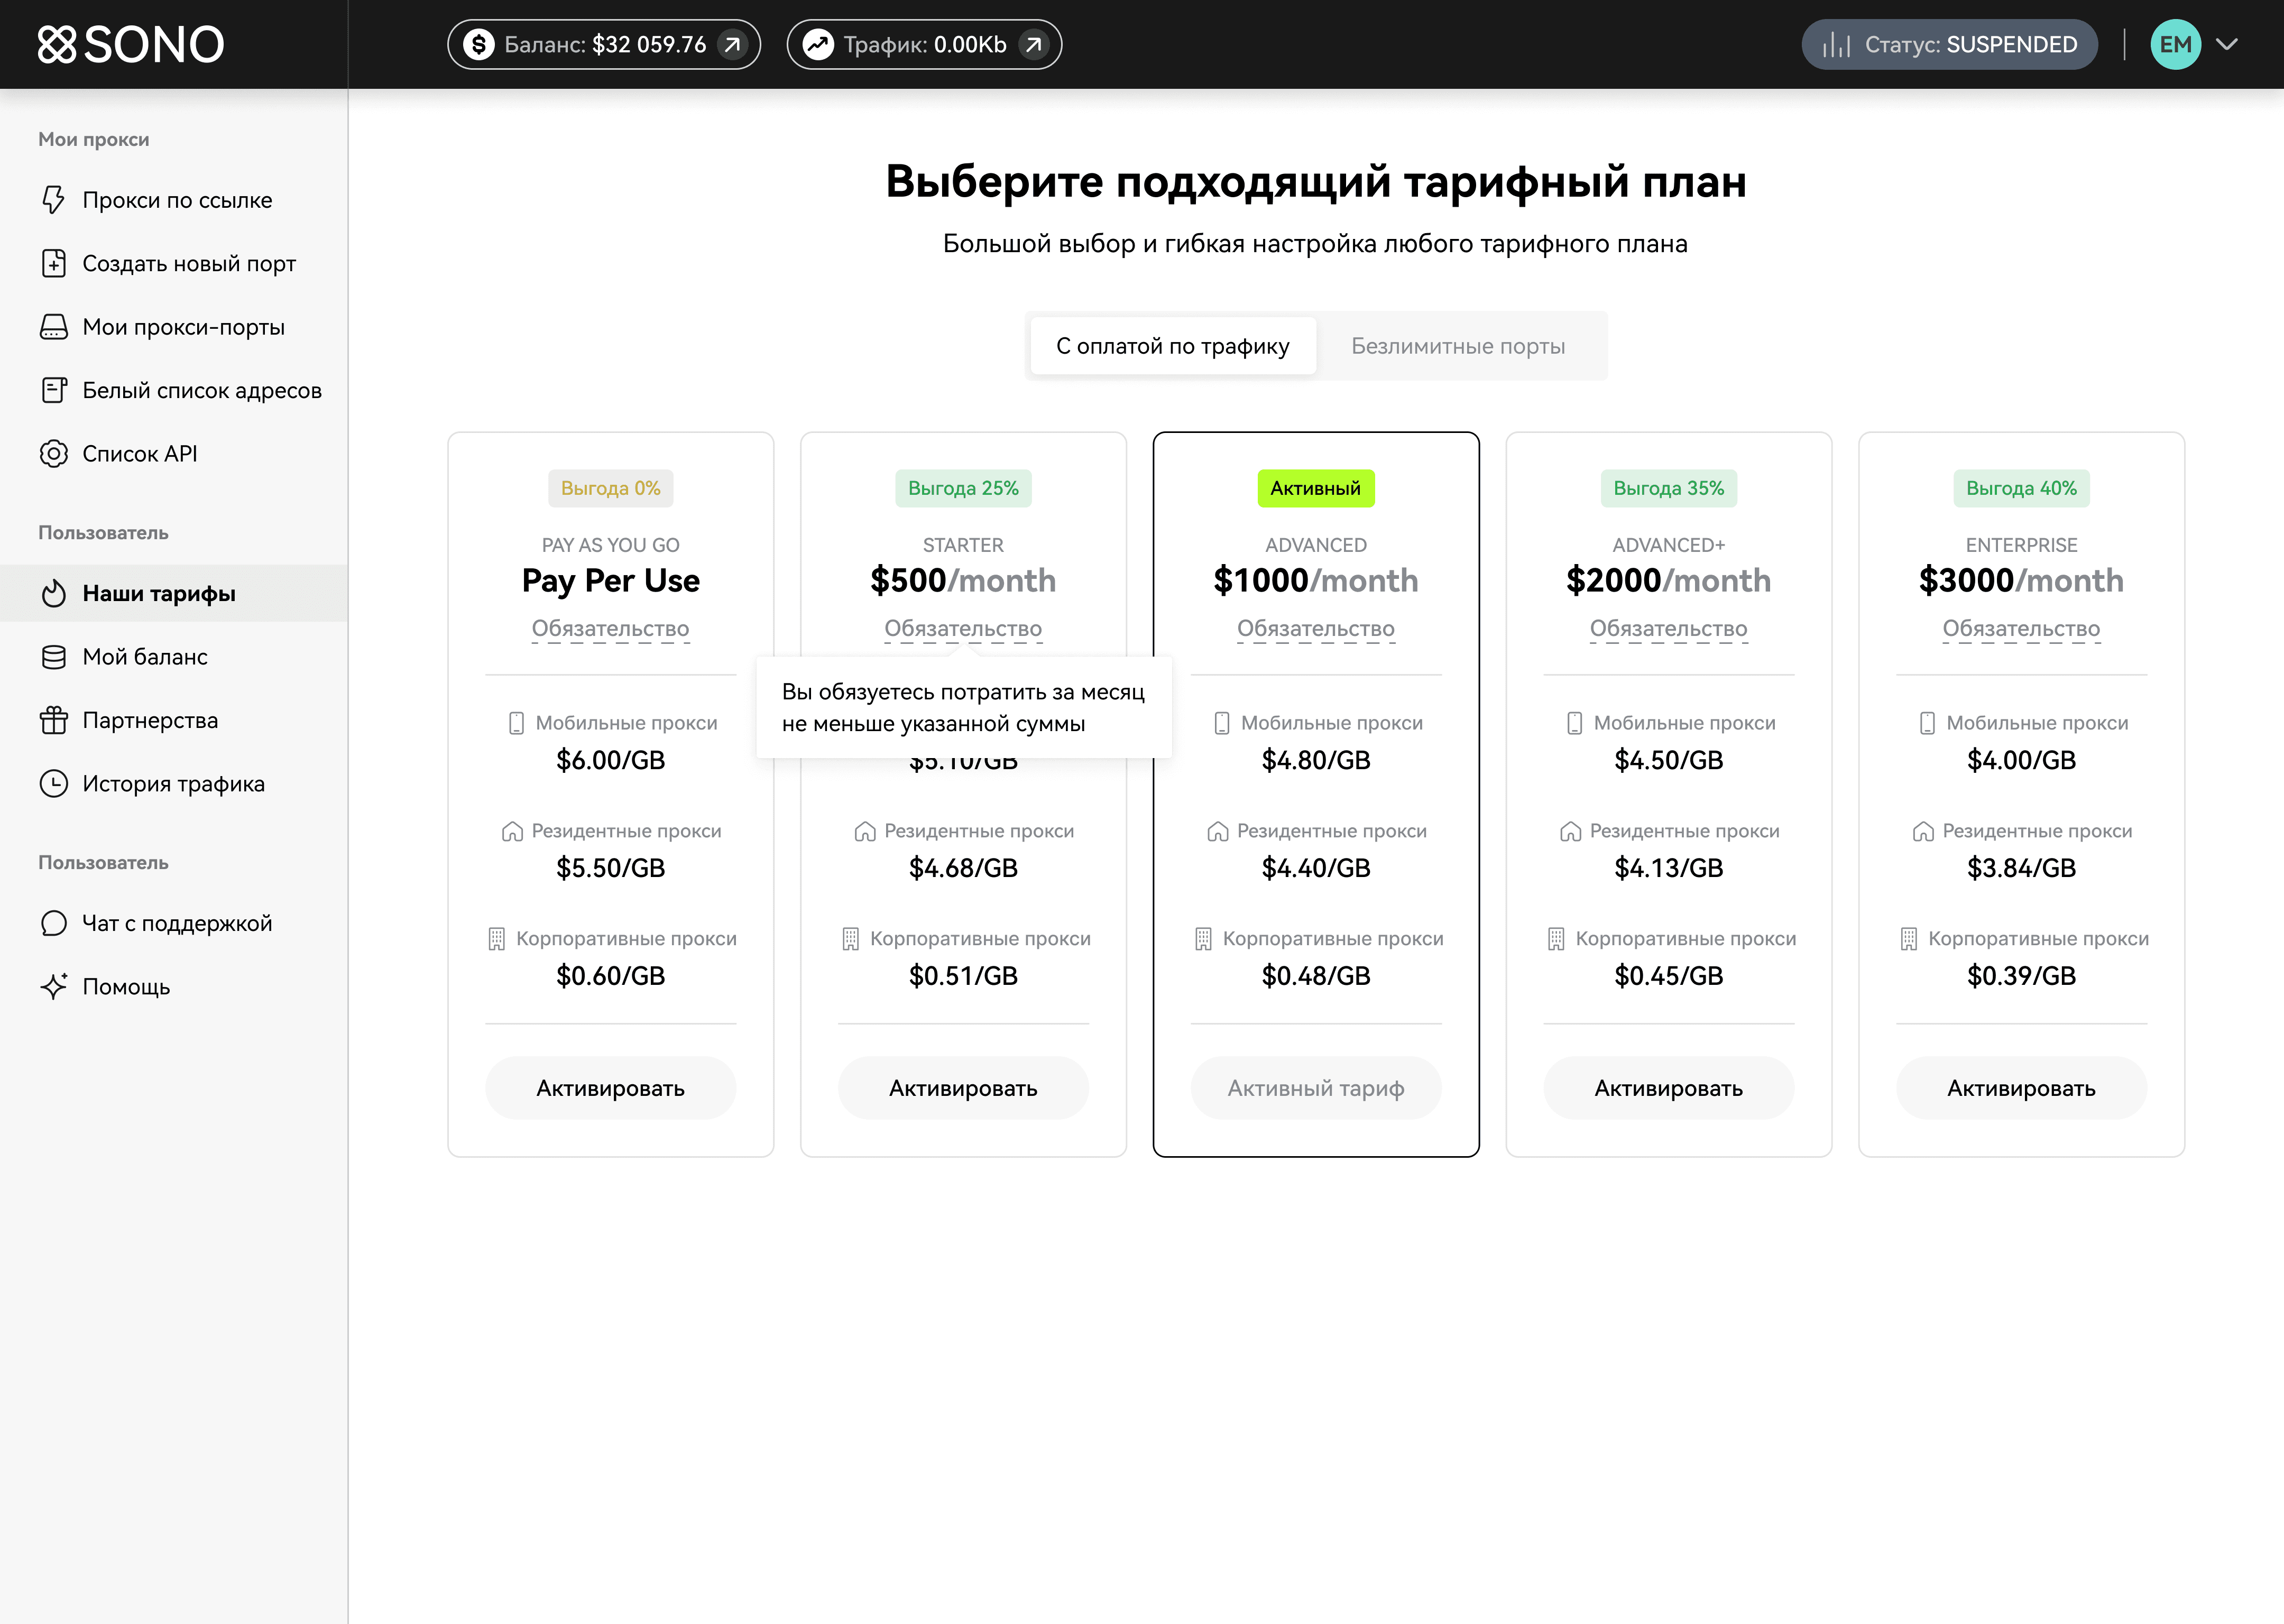 SONO
Баланс: $32 059.76
Трафик: 0.00Kb
Статус: SUSPENDED
EM
Мои прокси
Прокси по ссылке
Создать новый порт
Мои прокси-порты
Белый список адресов
Список API
Пользователь
Наши тарифы
Мой баланс
Партнерства
История трафика
Пользователь
Чат с поддержкой
Помощь
Выберите подходящий тарифный план
Большой выбор и гибкая настройка любого тарифного плана
С оплатой по трафику
Безлимитные порты
Выгода 0%
PAY AS YOU GO
Pay Per Use
Обязательство
Мобильные прокси
$6.00/GB
Резидентные прокси
$5.50/GB
Корпоративные прокси
$0.60/GB
Активировать
Выгода 25%
STARTER
$500/month
Обязательство
Вы обязуетесь потратить за месяц
не меньше указанной суммы
$5.10/GB
Резидентные прокси
$4.68/GB
Корпоративные прокси
$0.51/GB
Активировать
Активный
ADVANCED
$1000/month
Обязательство
Мобильные прокси
$4.80/GB
Резидентные прокси
$4.40/GB
Корпоративные прокси
$0.48/GB
Активный тариф
Выгода 35%
ADVANCED+
$2000/month
Обязательство
Мобильные прокси
$4.50/GB
Резидентные прокси
$4.13/GB
Корпоративные прокси
$0.45/GB
Активировать
Выгода 40%
ENTERPRISE
$3000/month
Обязательство
Мобильные прокси
$4.00/GB
Резидентные прокси
$3.84/GB
Корпоративные прокси
$0.39/GB
Активировать